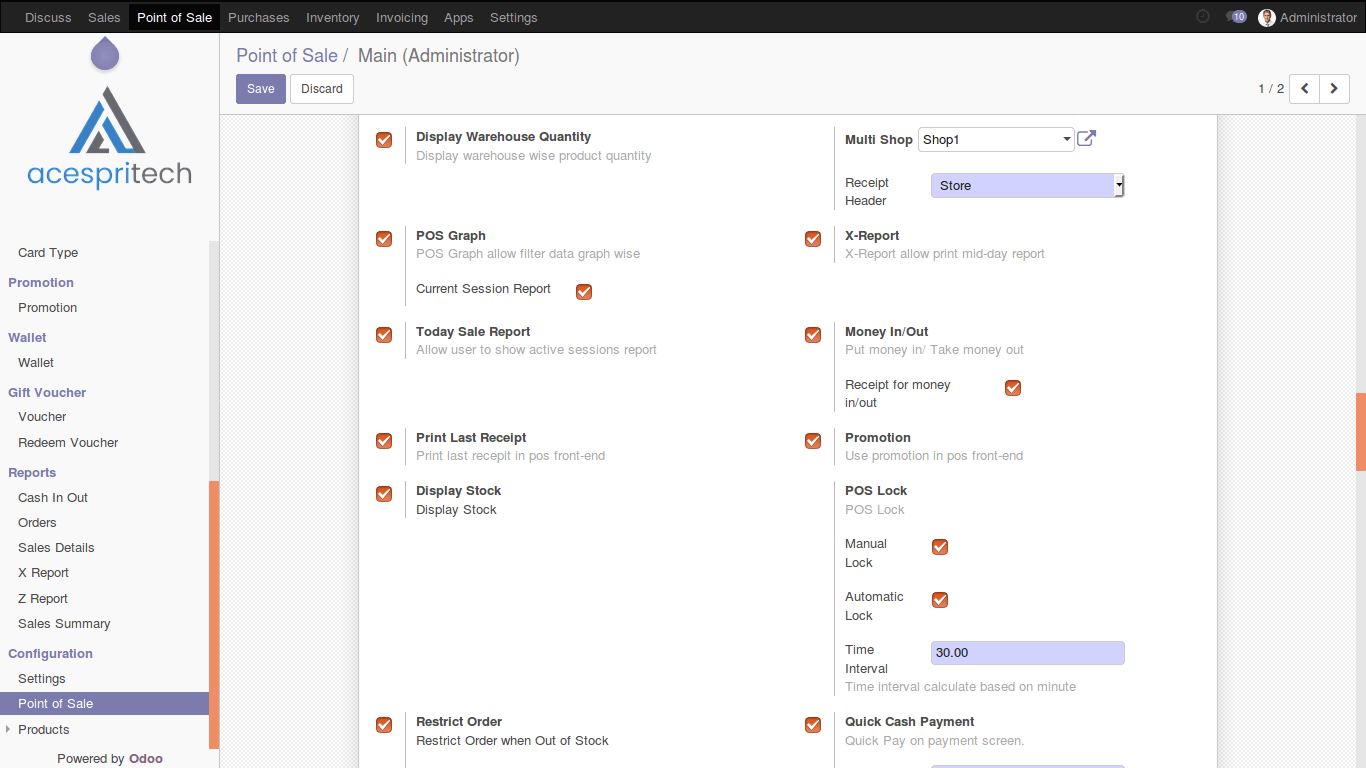 Discuss Sales Point of Sale Purchases Inventory Invoicing Apps Settings 10 Administrator
acespritech
Card Type
Promotion
Promotion
Wallet
Wallet
Gift Voucher
Voucher
Redeem Voucher
Reports
Cash In Out
Orders
Sales Details
X Report
Z Report
Sales Summary
Configuration
Settings
Point of Sale
Products
Powered by Odoo
Point of Sale / Main (Administrator)
Save Discard 1 / 2
Display Warehouse Quantity
Display warehouse wise product quantity
Multi Shop Shop1
Receipt
Header
Store
POS Graph
POS Graph allow filter data graph wise
Current Session Report
X-Report
X-Report allow print mid-day report
Today Sale Report
Allow user to show active sessions report
Money In/Out
Put money in/ Take money out
Receipt for money
in/out
Print Last Receipt
Print last recepit in pos front-end
Promotion
Use promotion in pos front-end
Display Stock
Display Stock
POS Lock
POS Lock
Manual
Lock
Automatic
Lock
Time
Interval
30.00
Time interval calculate based on minute
Restrict Order
Restrict Order when Out of Stock
Quick Cash Payment
Quick Pay on payment screen.